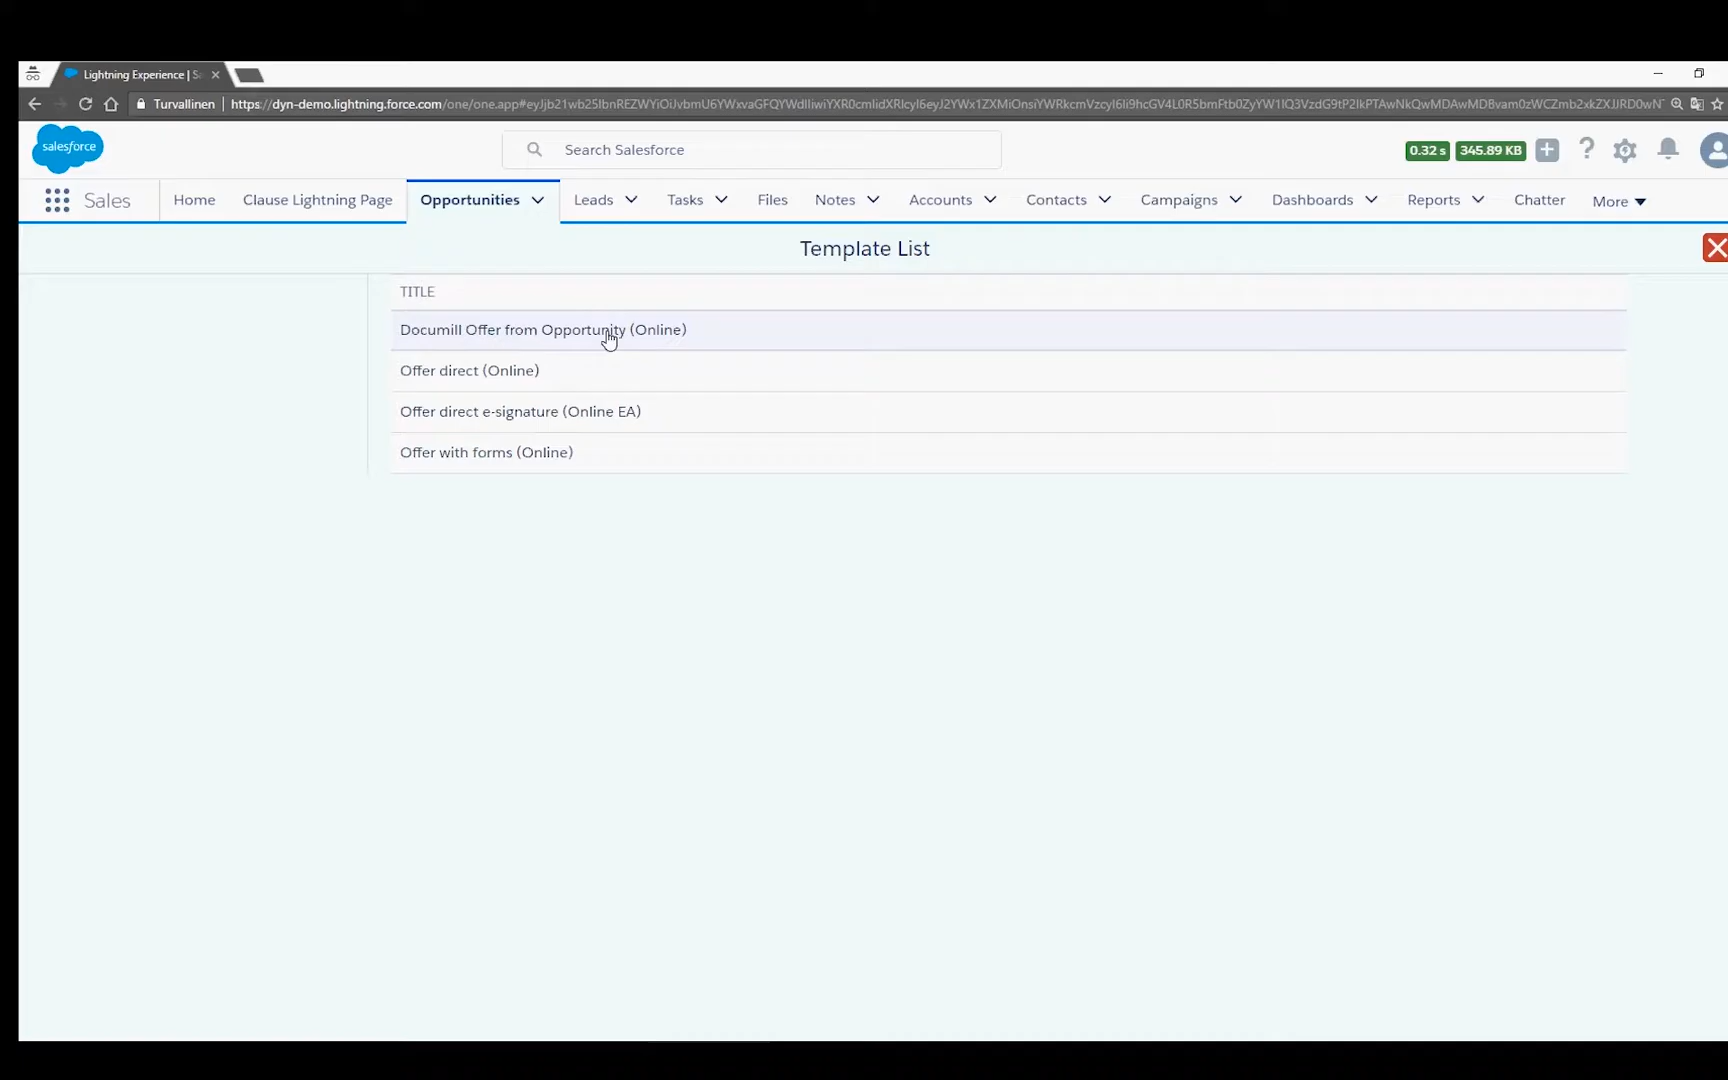 Lightning Experience | S
Turvallinen
https://dyn-demo.lightning.force.com/one/one.app
salesforce
Search Salesforce
0.32 s
345.89 KB
Sales
Home
Clause Lightning Page
Opportunities
Leads
Tasks
Files
Notes
Accounts
Contacts
Campaigns
Dashboards
Reports
Chatter
More
Template List
TITLE
Documill Offer from Opportunity (Online)
Offer direct (Online)
Offer direct e-signature (Online EA)
Offer with forms (Online)